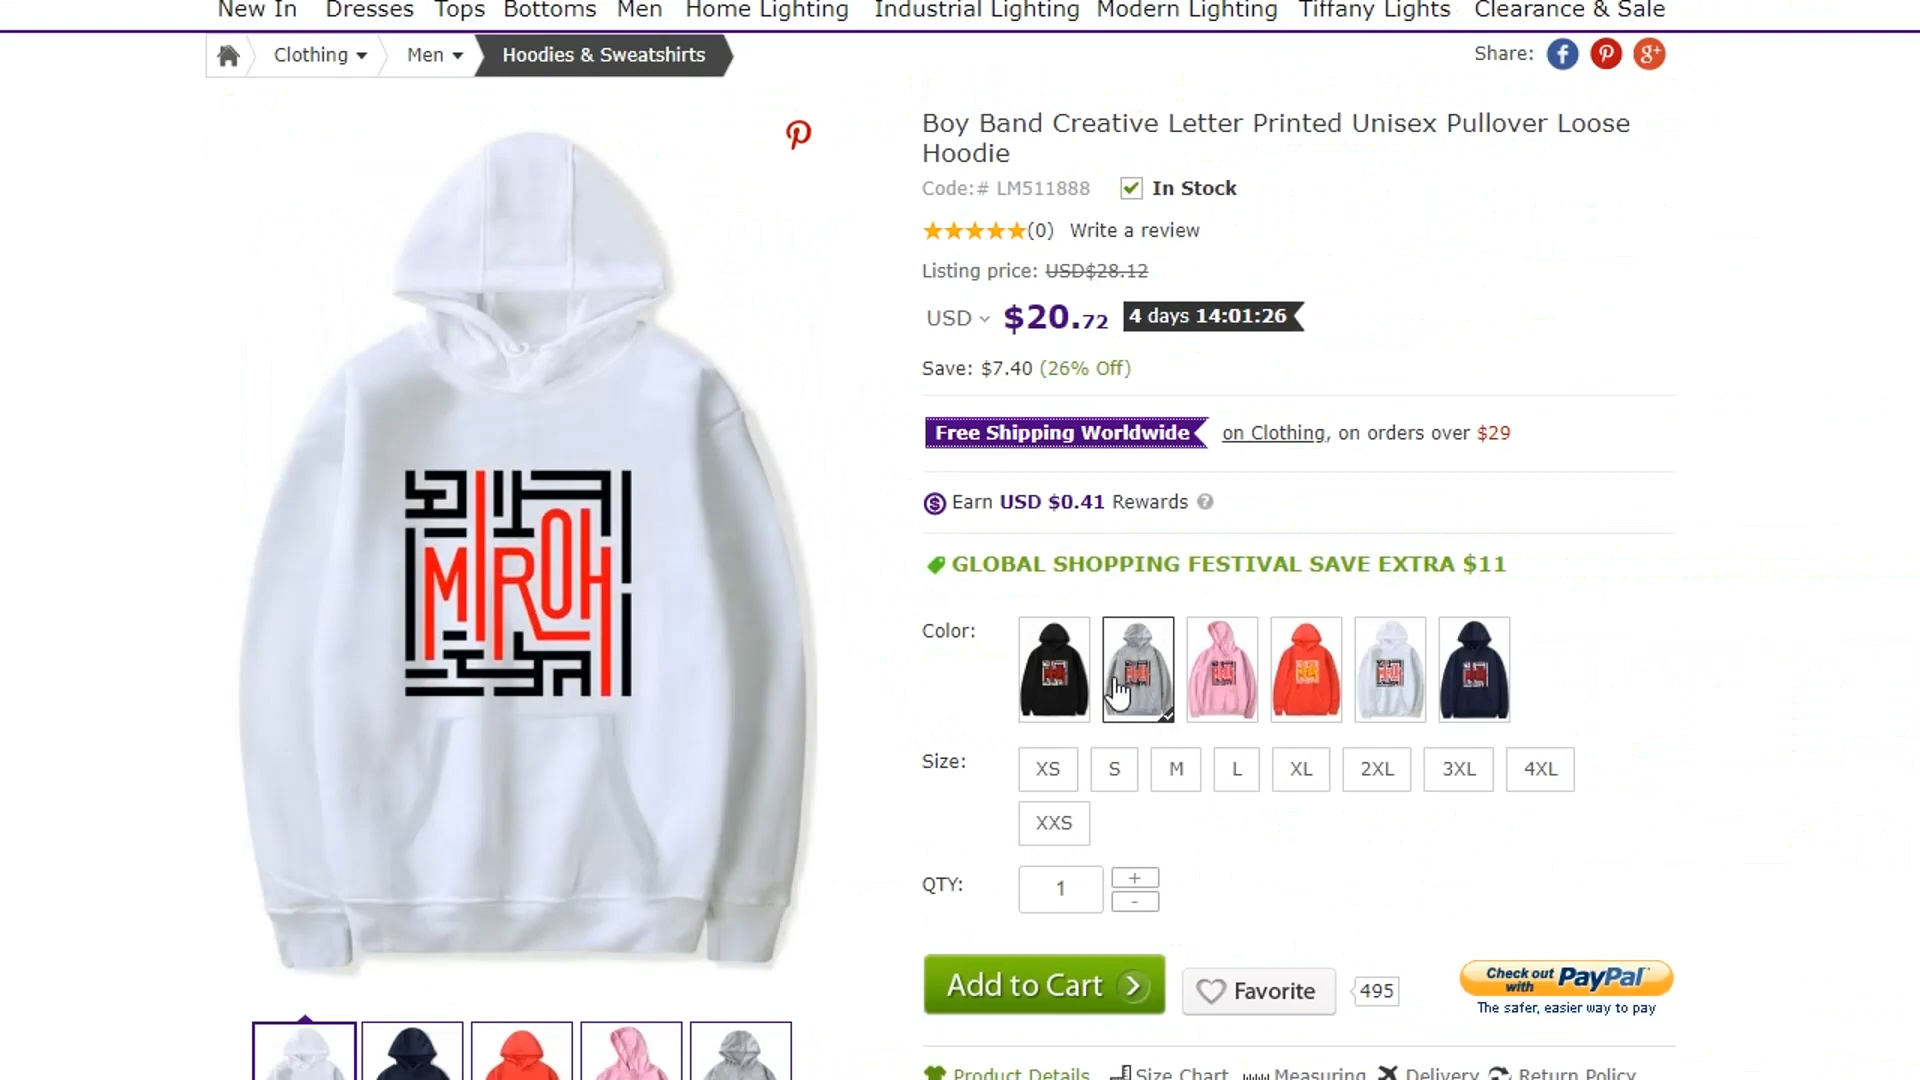 New In Dresses Tops Bottoms Men Home Lighting Industrial Lighting Modern Lighting Tiffany Lights Clearance & Sale
Clothing Men Hoodies & Sweatshirts
Share:
Boy Band Creative Letter Printed Unisex Pullover Loose
Hoodie
Code:# LM511888 In Stock
(0) Write a review
Listing price: USD$28.12
USD $20.72 4 days 14:01:26
Save: $7.40 (26% Off)
Free Shipping Worldwide on Clothing, on orders over $29
Earn USD $0.41 Rewards ?
GLOBAL SHOPPING FESTIVAL SAVE EXTRA $11
MIROH
Color:
Size: XS S M L XL 2XL 3XL 4XL
XXS
QTY: 1 + -
Add to Cart Favorite 495 Check out with PayPal
The safer, easier way to pay
Product Details Size Chart Measuring Delivery Return Policy